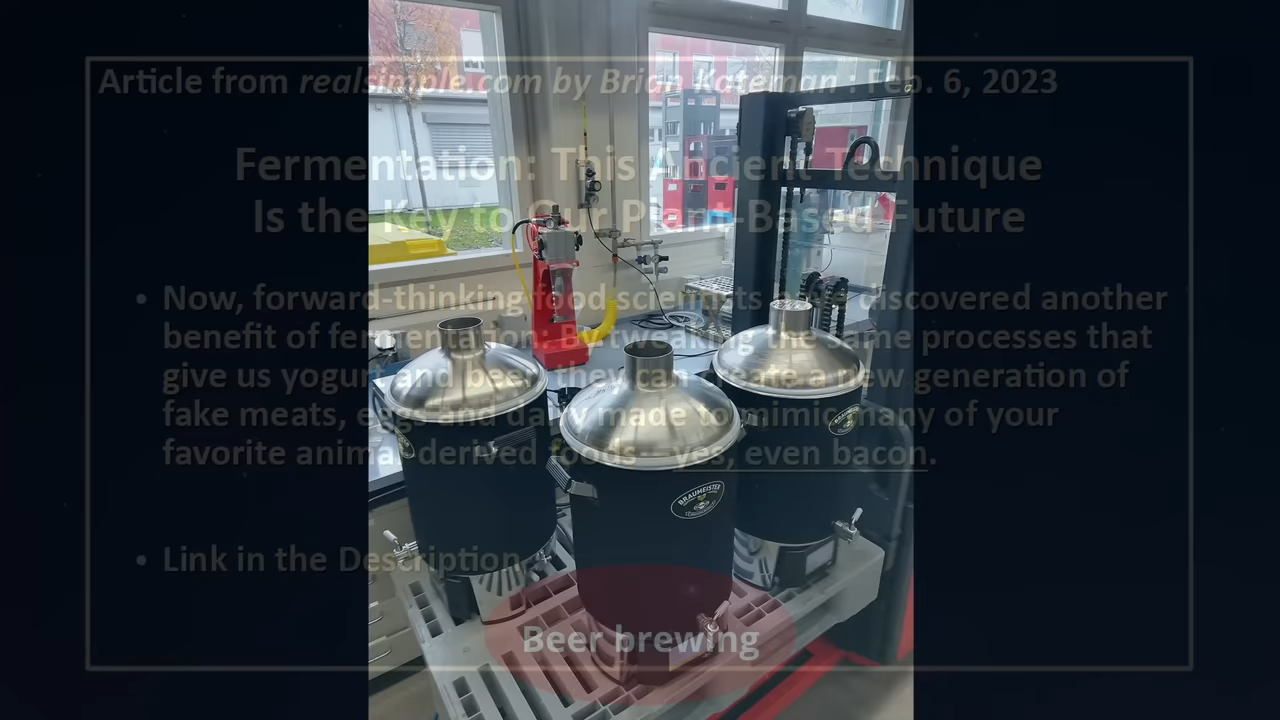 Article from realsimple.com by Brian Kateman : Feb. 6, 2023
Fermentation: This Ancient Technique
Is the Key to Our Plant-Based Future
• Now, forward-thinking food scientists have discovered another
benefit of fermentation: By tweaking the same processes that
give us yogurt and beer, they can create a new generation of
fake meats, eggs and dairy made to mimic many of your
favorite animal-derived foods—yes, even bacon.
• Link in the Description
BRAUMEISTER
Beer brewing